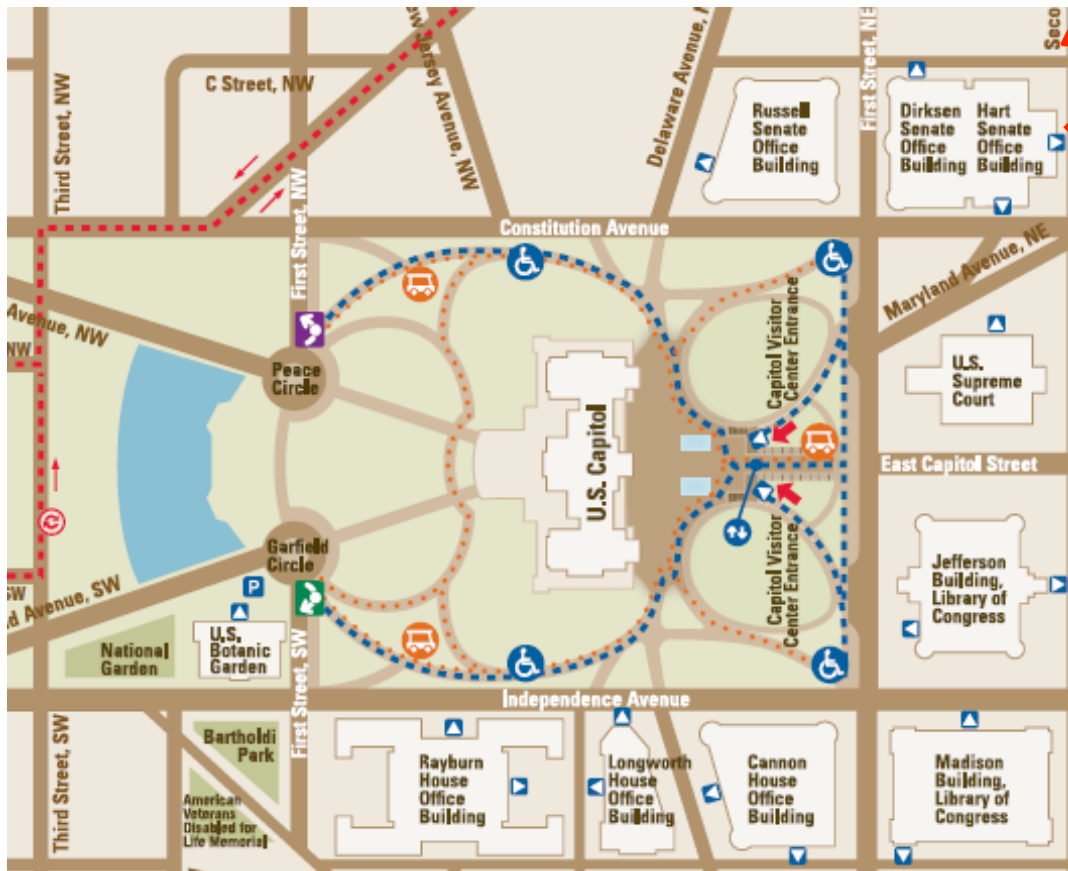 Third Street, NW
C Street, NW
First Street, NW
Jersey Avenue, NW
Delaware Avenue,
First Street, NE
Russell
Senate
Office
Building
Dirksen
Senate
Office
Building
Hart
Senate
Office
Building
Constitution Avenue
Maryland Avenue, NE
Avenue, NW
NW
Peace
Circle
Capitol Visitor
Center Entrance
U.S. Capitol
U.S.
Supreme
Court
East Capitol Street
Garfield
Circle
Capitol Visitor
Center Entrance
Jefferson
Building,
Library of
Congress
SW
Avenue, SW
P
National
Garden
U.S.
Botanic
Garden
First Street, SW
Independence Avenue
Third Street, SW
Bartholdi
Park
American
Veterans
Disabled for
Life Memorial
Rayburn
House
Office
Building
Longworth
House
Office
Building
Cannon
House
Office
Building
Madison
Building,
Library of
Congress